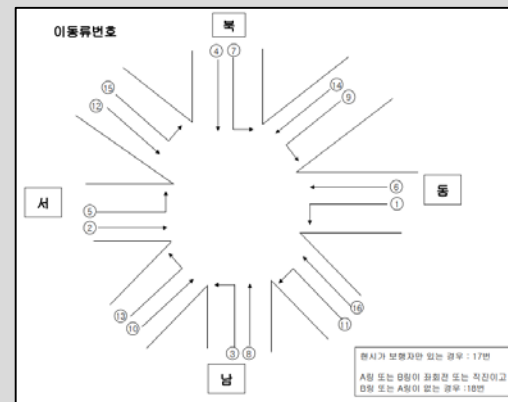 이동류번호
북
④ ⑦
⑮ ⑭
⑫ ⑨
서
⑤ ⑥
② ①
동
⑬ ⑯
⑩ ⑪
③ ⑧
남
현시가 보행자만 있는 경우 : 17번
A링 또는 B링이 좌회전 또는 직진이고
B링 또는 A링이 없는 경우 :18번